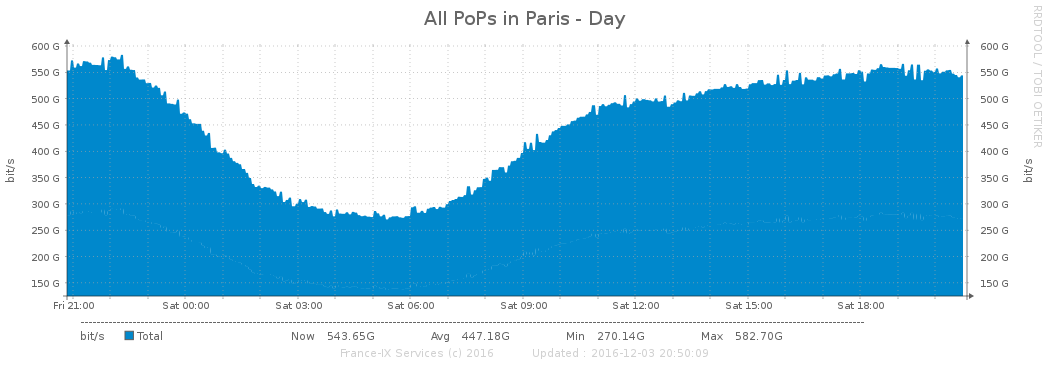 All PoPs in Paris - Day
RRDTOOL / TOBI OETIKER
600 G 600 G
550 G 550 G
500 G 500 G
450 G 450 G
400 G 400 G
350 G 350 G
300 G 300 G
250 G 250 G
200 G 200 G
150 G 150 G
bit/s
bit/s
Fri 21:00 Sat 00:00 Sat 03:00 Sat 06:00 Sat 09:00 Sat 12:00 Sat 15:00 Sat 18:00
bit/s Total Now 543.65G Avg 447.18G Min 270.14G Max 582.70G
France-IX Services (c) 2016 Updated : 2016-12-03 20:50:09